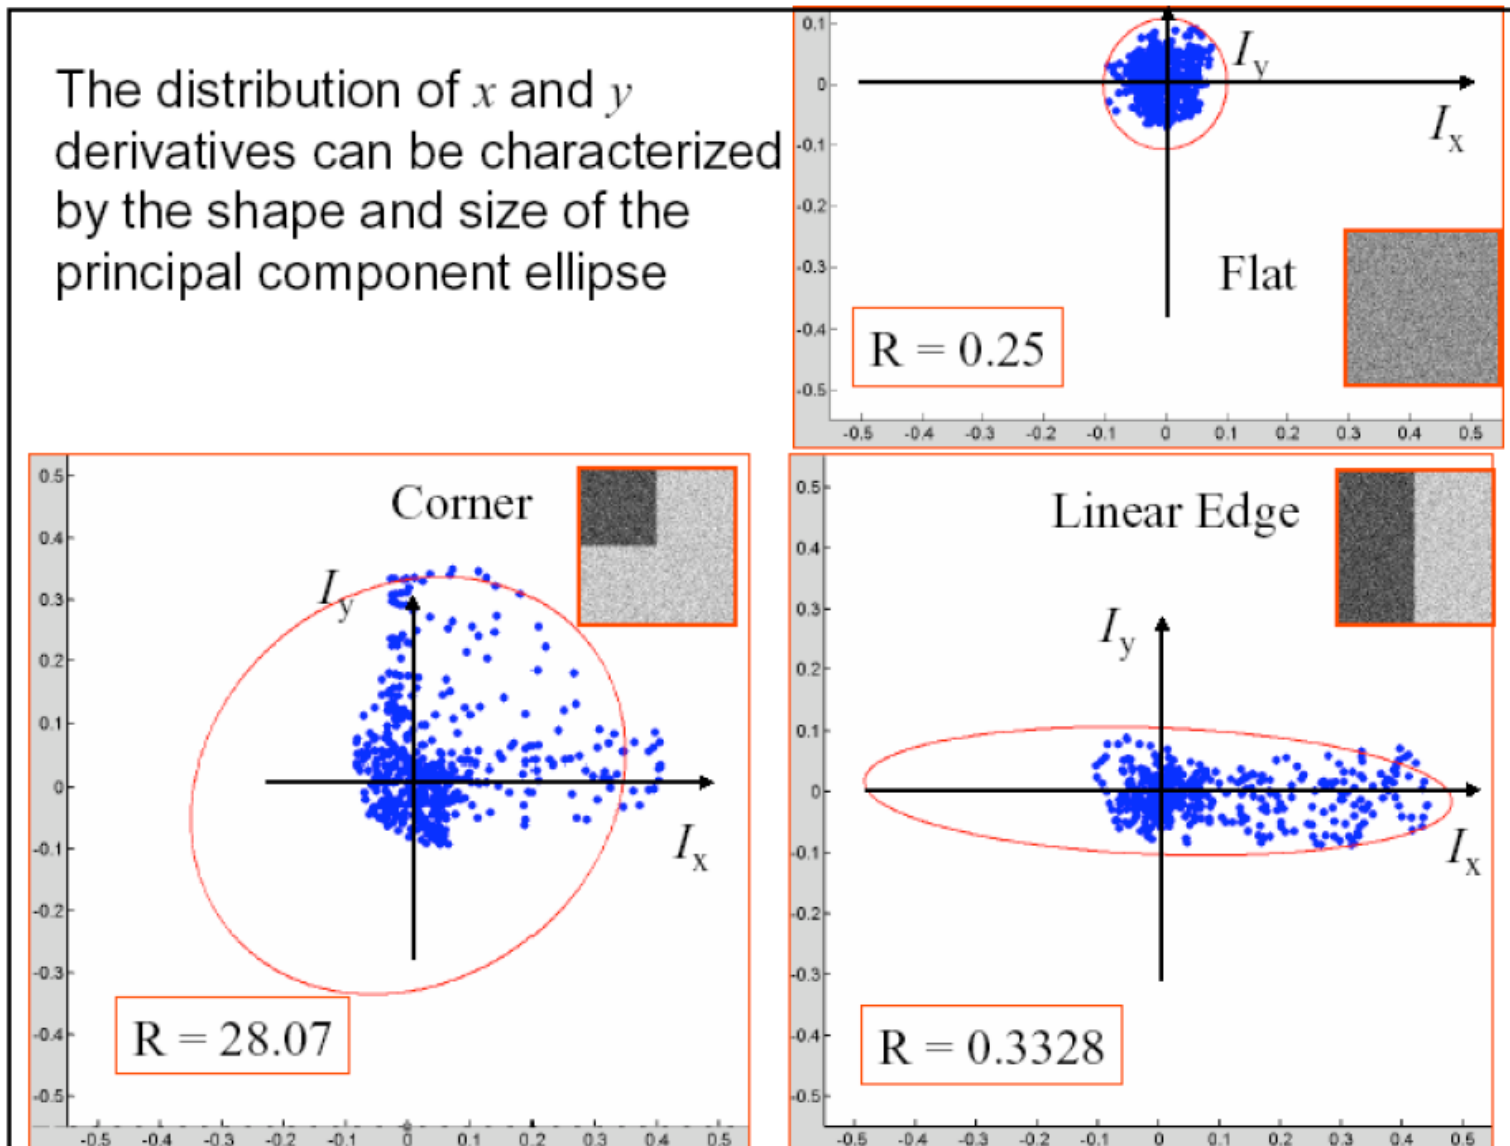 The distribution of x and y
derivatives can be characterized
by the shape and size of the
principal component ellipse
0.1
0
-0.1
-0.2
-0.3
-0.4
-0.5
Iy
Ix
Flat
R = 0.25
-0.5 -0.4 -0.3 -0.2 -0.1 0 0.1 0.2 0.3 0.4 0.5
0.5
0.4
0.3
0.2
0.1
0
-0.1
-0.2
-0.3
-0.4
-0.5
Corner
Iy
Ix
R = 28.07
-0.5 -0.4 -0.3 -0.2 -0.1 0 0.1 0.2 0.3 0.4 0.5
0.5
0.4
0.3
0.2
0.1
0
-0.1
-0.2
-0.3
-0.4
-0.5
Linear Edge
Iy
Ix
R = 0.3328
-0.5 -0.4 -0.3 -0.2 -0.1 0 0.1 0.2 0.3 0.4 0.5